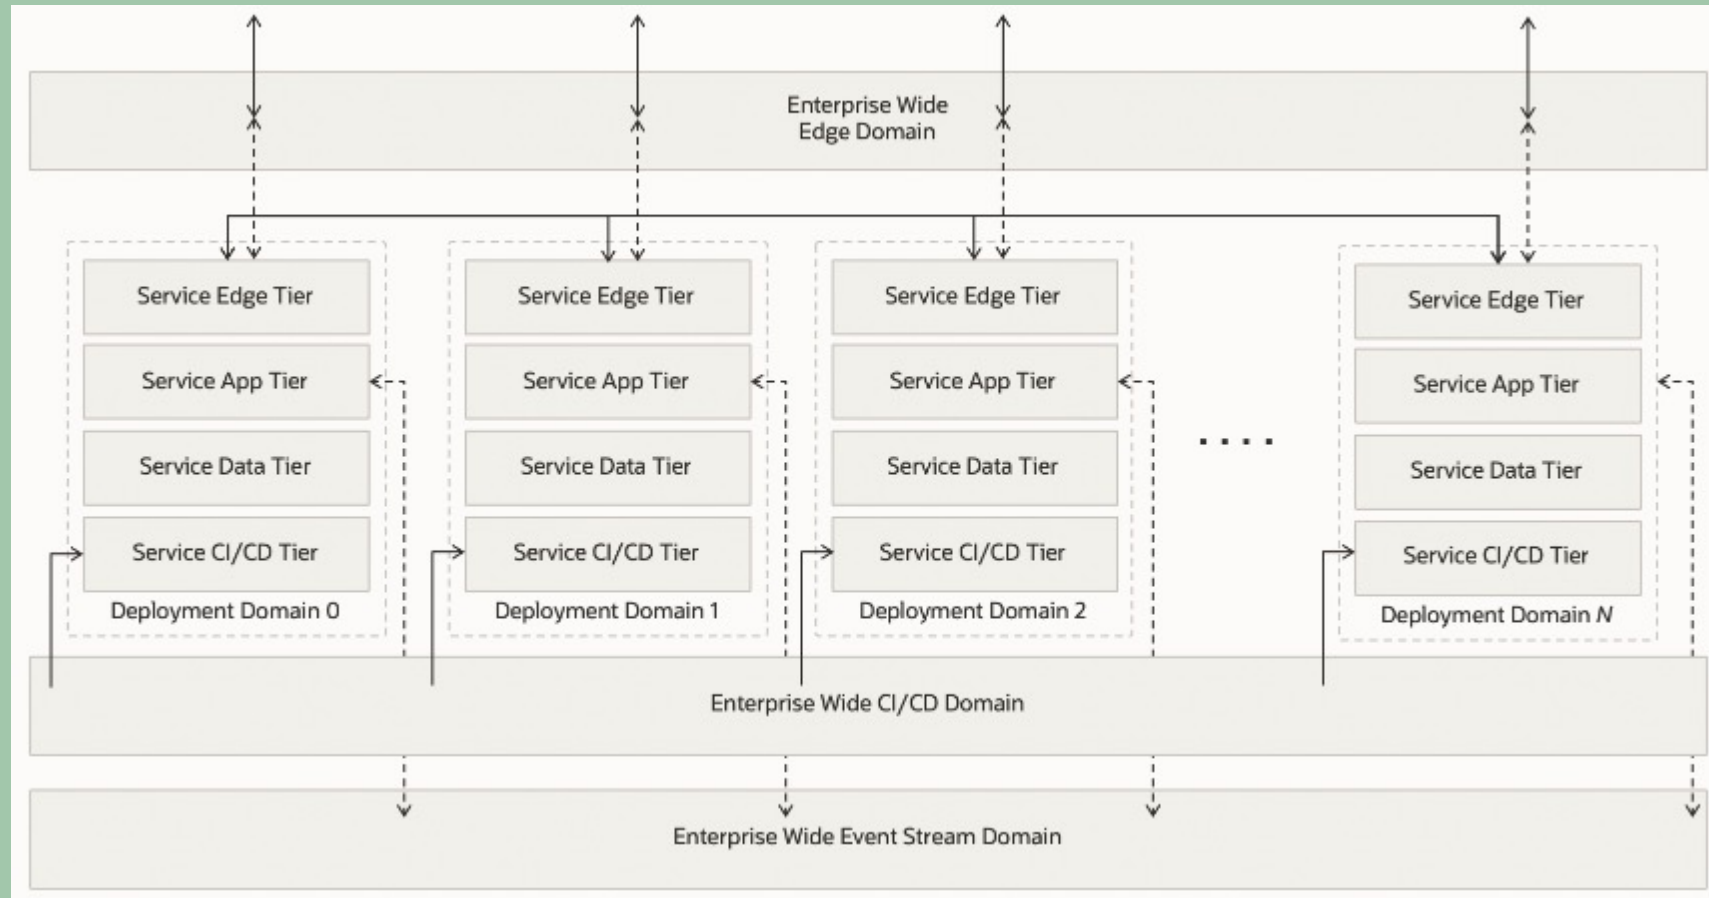 Enterprise Wide
Edge Domain
Service Edge Tier
Service App Tier
Service Data Tier
Service CI/CD Tier
Deployment Domain 0
Service Edge Tier
Service App Tier
Service Data Tier
Service CI/CD Tier
Deployment Domain 1
Service Edge Tier
Service App Tier
Service Data Tier
Service CI/CD Tier
Deployment Domain 2
....
Service Edge Tier
Service App Tier
Service Data Tier
Service CI/CD Tier
Deployment Domain N
Enterprise Wide CI/CD Domain
Enterprise Wide Event Stream Domain